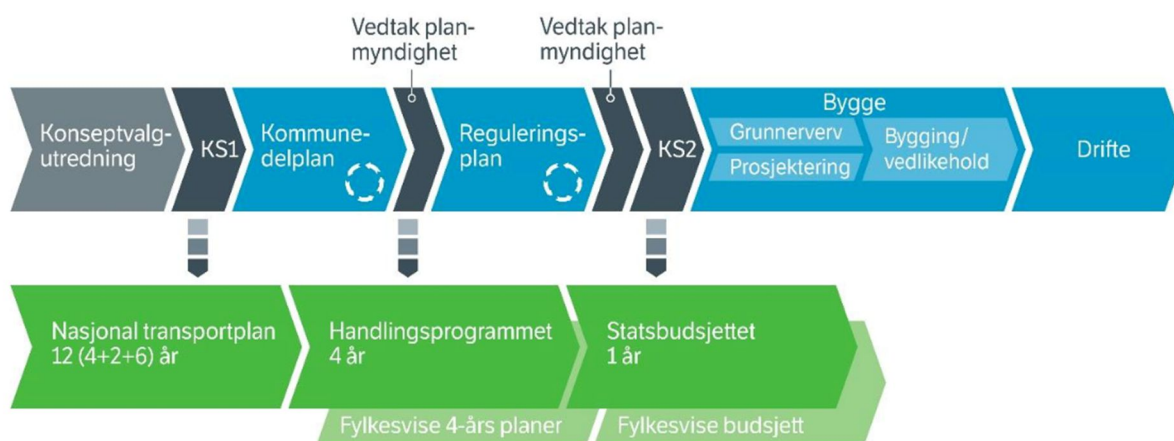 Vedtak plan-
myndighet
Vedtak plan-
myndighet
Konseptvalg-
utredning
KS1
Kommune-
delplan
Regulerings-
plan
KS2
Bygge
Grunnerverv
Prosjektering
Bygging/
vedlikehold
Drifte
Nasjonal transportplan
12 (4+2+6) år
Handlingsprogrammet
4 år
Statsbudsjettet
1 år
Fylkesvise 4-års planer
Fylkesvise budsjett